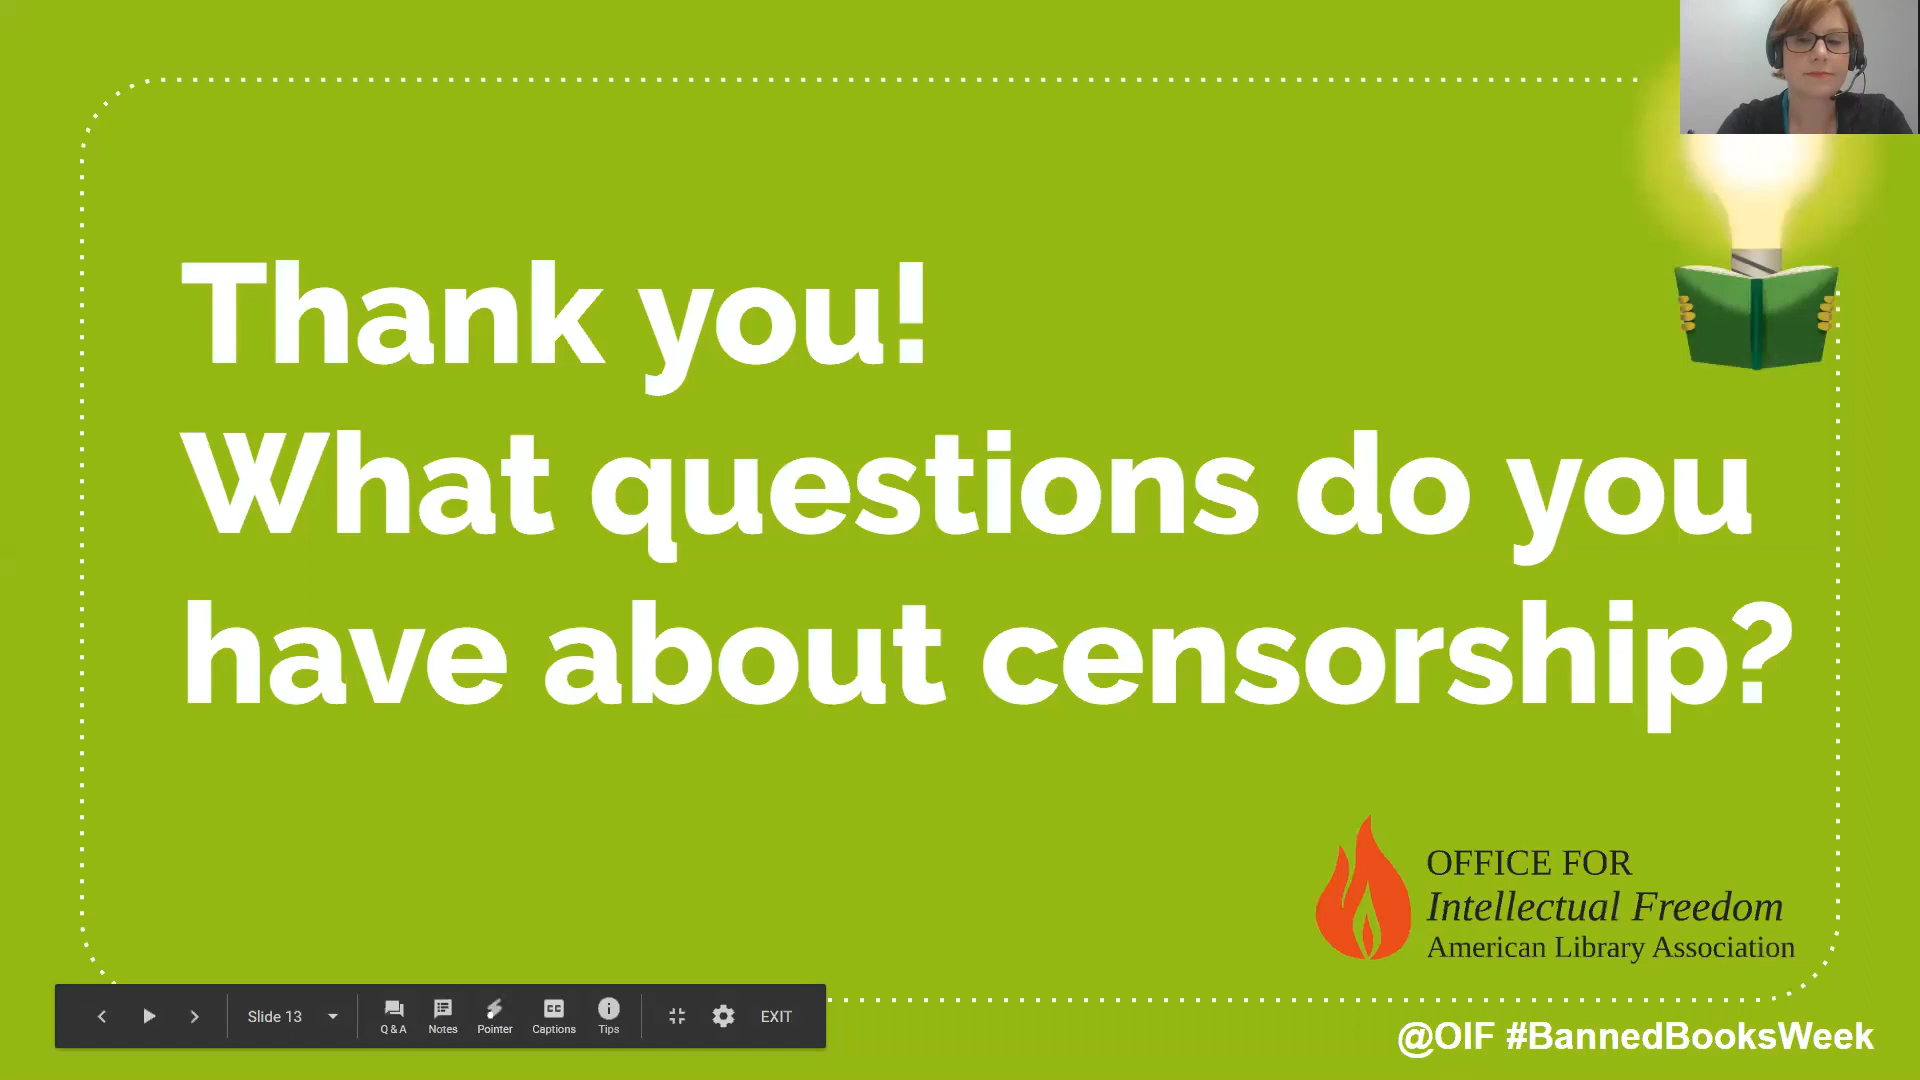 Thank you!
What questions do you
have about censorship?
OFFICE FOR
Intellectual Freedom
American Library Association
Slide 13
Q & A
Notes
Pointer
CC
Captions
Tips
EXIT
@OIF #BannedBooksWeek